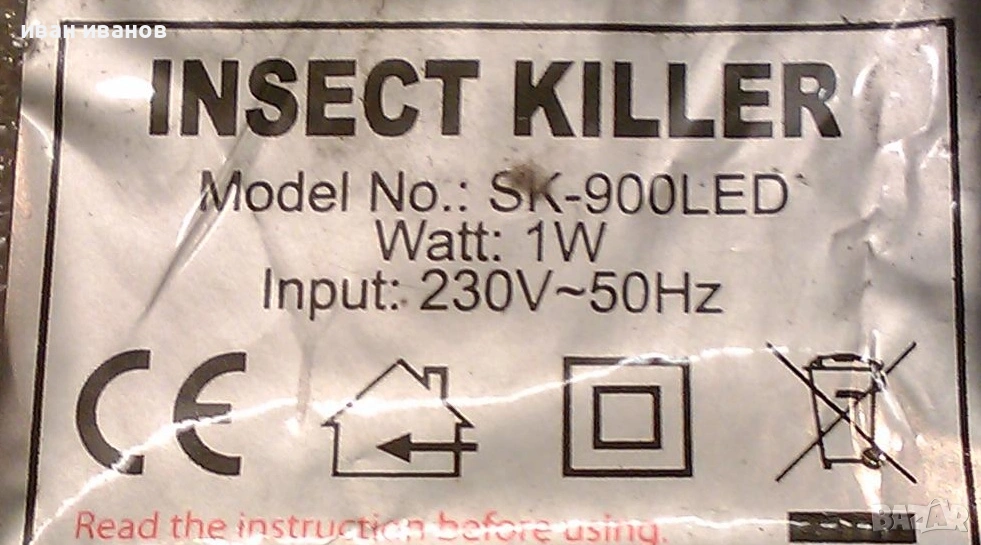 иван иванов
INSECT KILLER
Model No.: SK-900LED
Watt: 1W
Input: 230V~50Hz
CE
Read the instruction before using.
BAZAR